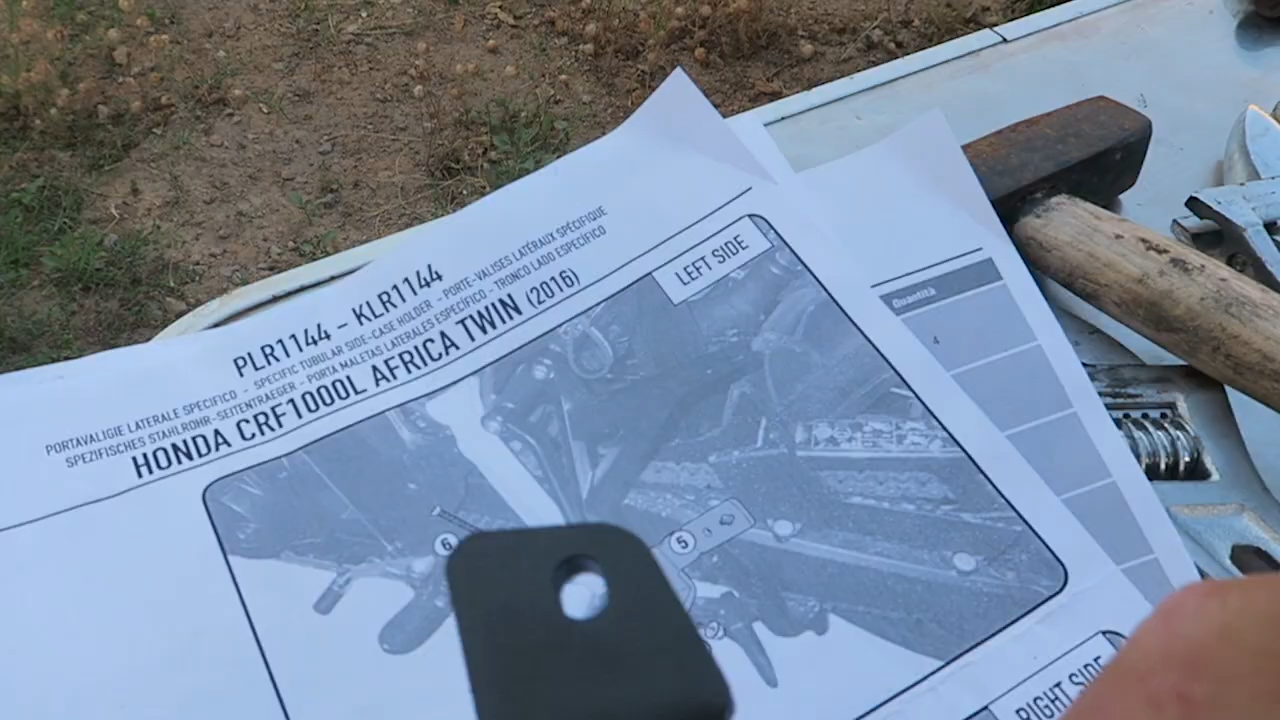 PLR1144 - KLR1144
PORTAVALIGIE LATERALE SPECIFICO - SPECIFIC TUBULAR SIDE-CASE HOLDER - PORTE-VALISES LATÉRAUX SPÉCIFIQUE
SPEZIFISCHES STAHLROHR-SEITENTRAEGER - PORTA MALETAS LATERALES ESPECÍFICO - TRONCO LADO ESPECÍFICO
HONDA CRF1000L AFRICA TWIN (2016)
LEFT SIDE
Quantità
4
6
5
RIGHT SIDE